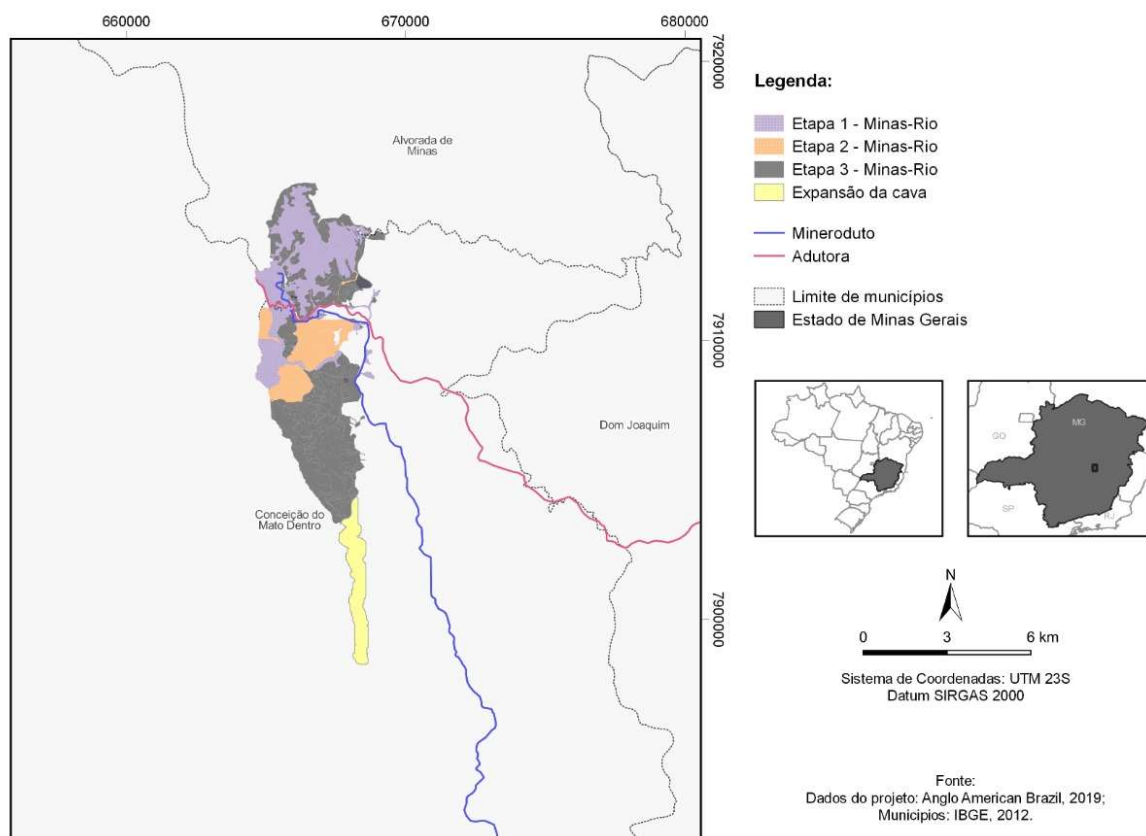 660000
670000
680000
7920000
7910000
7900000
Alvorada de
Minas
Dom Joaquim
Conceição do
Mato Dentro
Legenda:
Etapa 1 - Minas-Rio
Etapa 2 - Minas-Rio
Etapa 3 - Minas-Rio
Expansão da cava
Mineroduto
Adutora
Limite de municípios
Estado de Minas Gerais
GO
MG
SP
RJ
N
0 3 6 km
Sistema de Coordenadas: UTM 23S
Datum SIRGAS 2000
Fonte:
Dados do projeto: Anglo American Brazil, 2019;
Municipios: IBGE, 2012.